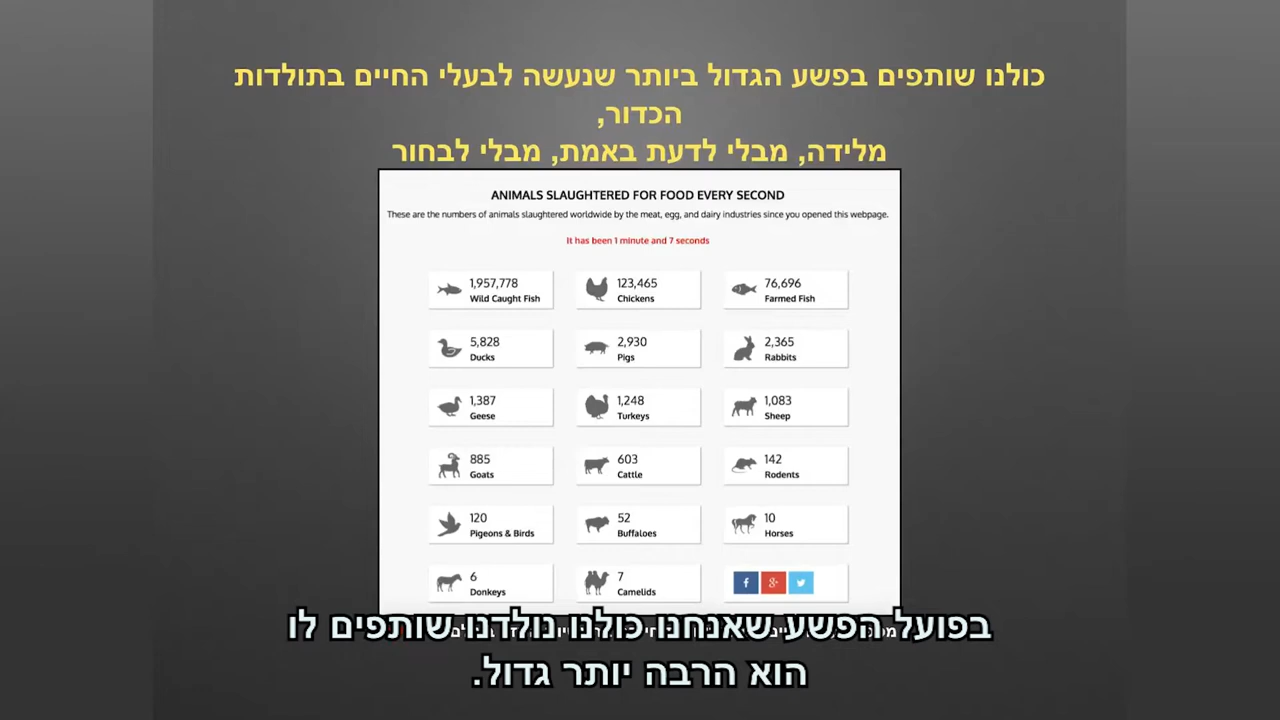 כולנו שותפים בפשע הגדול ביותר שנעשה לבעלי החיים בתולדות
הכדור,
מלידה, מבלי לדעת באמת, מבלי לבחור
ANIMALS SLAUGHTERED FOR FOOD EVERY SECOND
These are the numbers of animals slaughtered worldwide by the meat, egg, and dairy industries since you opened this webpage.
It has been 1 minute and 7 seconds
1,957,778
Wild Caught Fish
123,465
Chickens
76,696
Farmed Fish
5,828
Ducks
2,930
Pigs
2,365
Rabbits
1,387
Geese
1,248
Turkeys
1,083
Sheep
885
Goats
603
Cattle
142
Rodents
120
Pigeons & Birds
52
Buffaloes
10
Horses
6
Donkeys
7
Camelids
בפועל הפשע שאנחנו כולנו נולדנו שותפים לו
הוא הרבה יותר גדול.